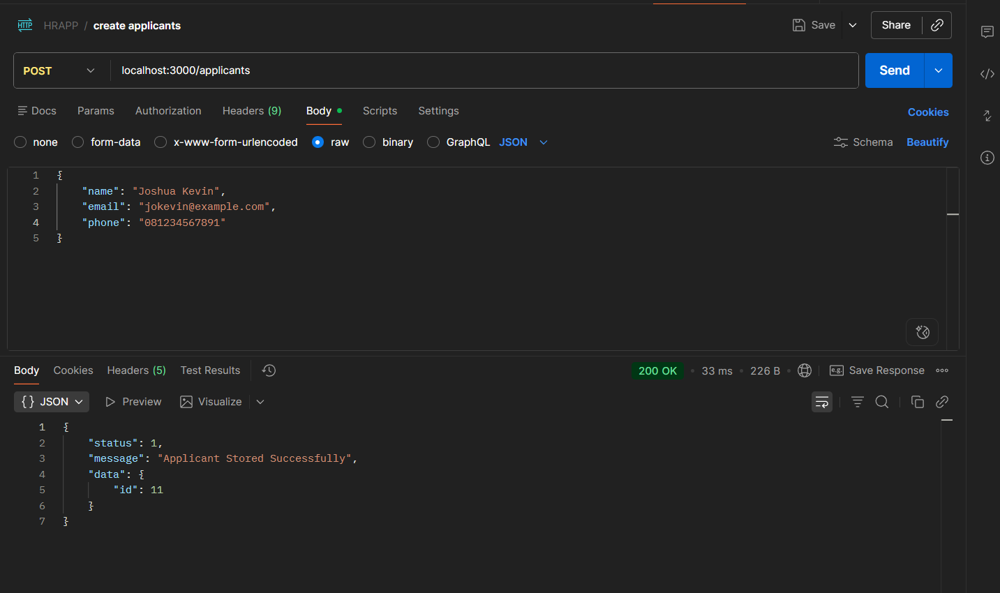 HTTP HRAPP / create applicants Save Share
POST localhost:3000/applicants Send
Docs Params Authorization Headers (9) Body Scripts Settings Cookies
none form-data x-www-form-urlencoded raw binary GraphQL JSON Schema Beautify
1 {
2 "name": "Joshua Kevin",
3 "email": "jokevin@example.com",
4 "phone": "081234567891"
5 }
Body Cookies Headers (5) Test Results 200 OK • 33 ms • 226 B • e.g. Save Response
{} JSON Preview Visualize
1 {
2 "status": 1,
3 "message": "Applicant Stored Successfully",
4 "data": {
5 "id": 11
6 }
7 }